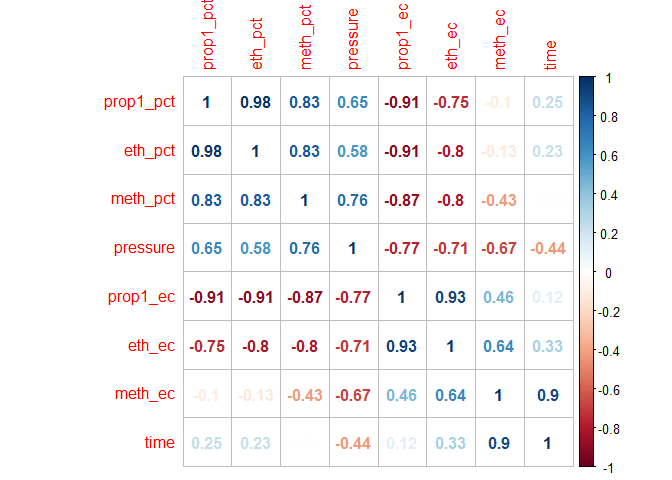 prop1_pct eth_pct meth_pct pressure prop1_ec eth_ec meth_ec time
prop1_pct 1 0.98 0.83 0.65 -0.91 -0.75 -0.1 0.25
eth_pct 0.98 1 0.83 0.58 -0.91 -0.8 -0.13 0.23
meth_pct 0.83 0.83 1 0.76 -0.87 -0.8 -0.43
pressure 0.65 0.58 0.76 1 -0.77 -0.71 -0.67 -0.44
prop1_ec -0.91 -0.91 -0.87 -0.77 1 0.93 0.46 0.12
eth_ec -0.75 -0.8 -0.8 -0.71 0.93 1 0.64 0.33
meth_ec -0.1 -0.13 -0.43 -0.67 0.46 0.64 1 0.9
time 0.25 0.23 -0.44 0.12 0.33 0.9 1
1
0.8
0.6
0.4
0.2
0
-0.2
-0.4
-0.6
-0.8
-1